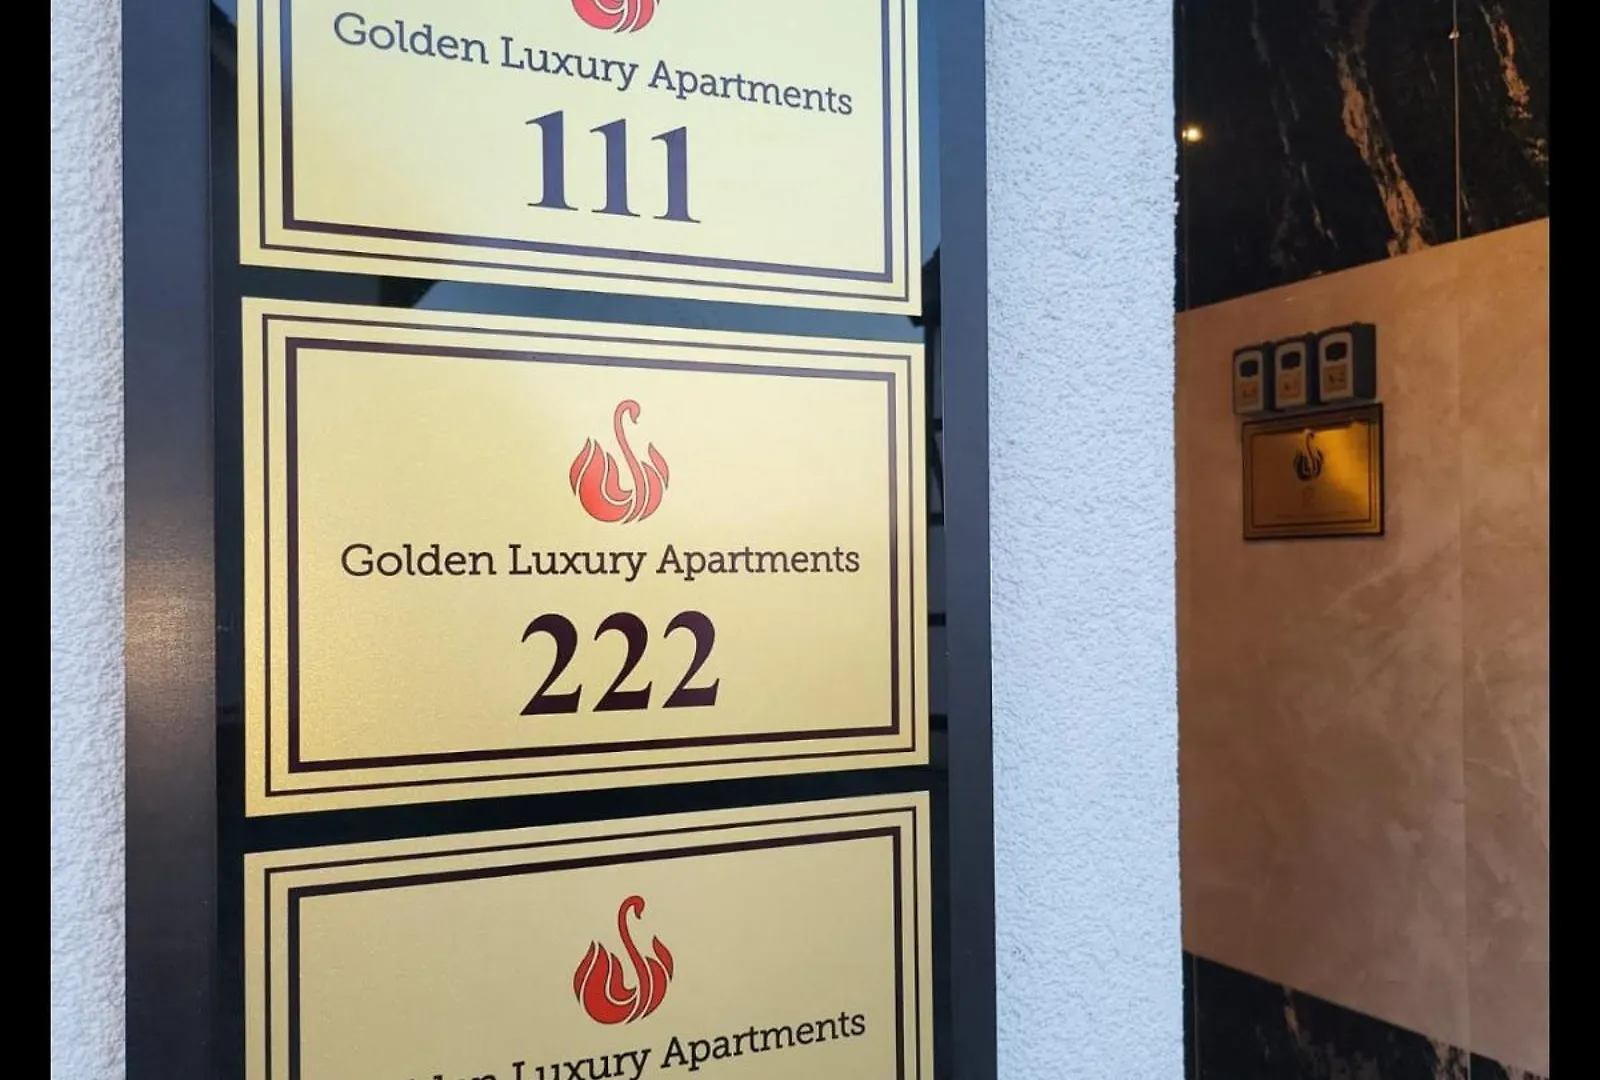 Golden Luxury Apartments
111
Golden Luxury Apartments
222
Luxury Apartments